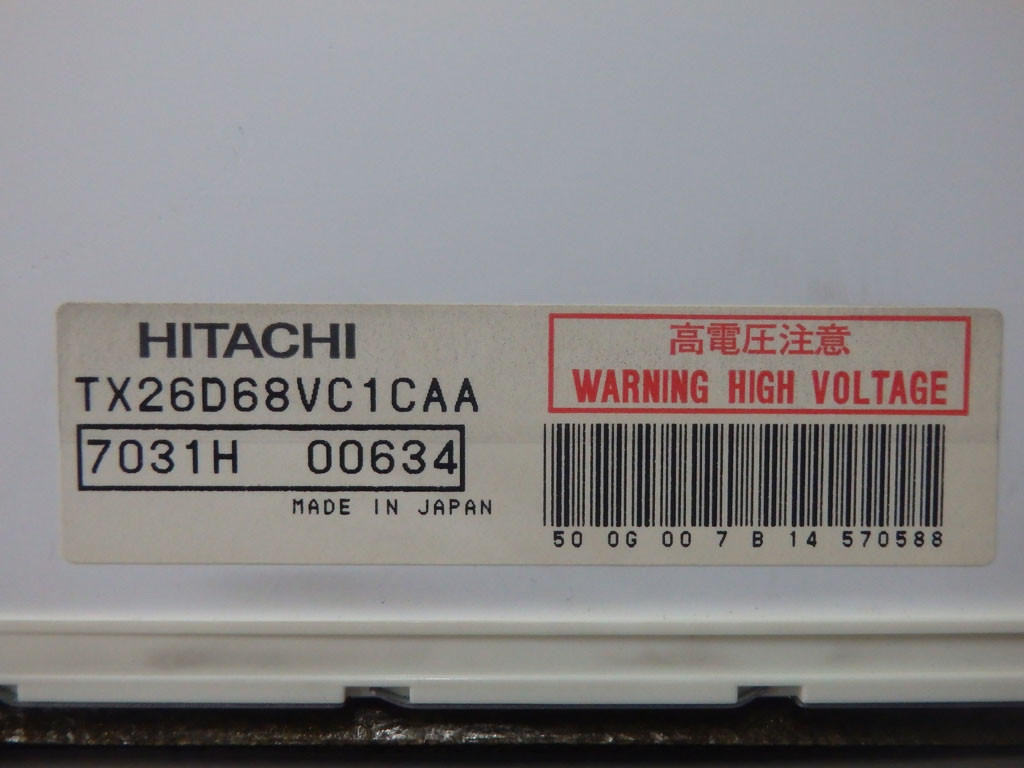 HITACHI
TX26D68VC1CAA
7031H 00634
MADE IN JAPAN
高電圧注意
WARNING HIGH VOLTAGE
50 0G 00 7 B 14 570588